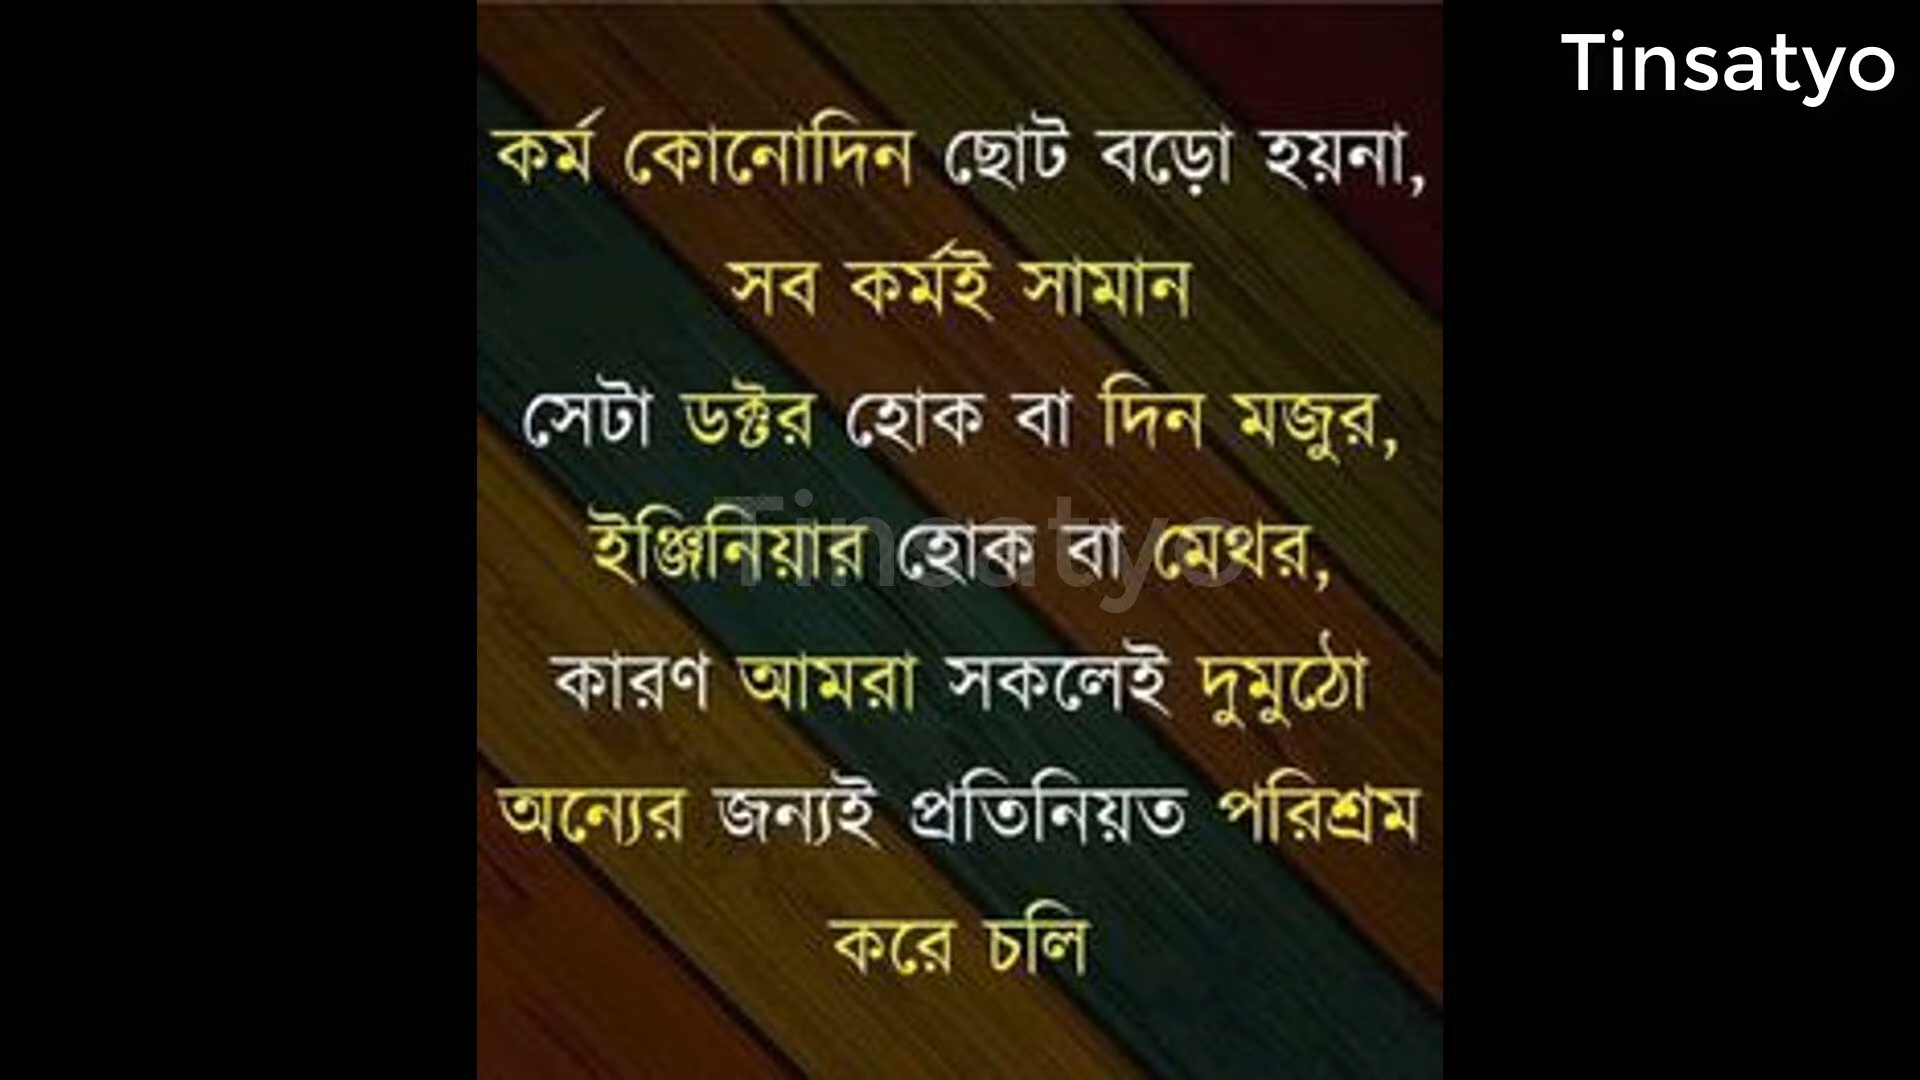 Tinsatyo
কর্ম কোনোদিন ছোট বড়ো হয়না,
সব কর্মই সামান
সেটা ডক্টর হোক বা দিন মজুর,
ইঞ্জিনিয়ার হোক বা মেথর,
Tinsatyo
কারণ আমরা সকলেই দুমুঠো
অন্যের জন্যই প্রতিনিয়ত পরিশ্রম
করে চলি